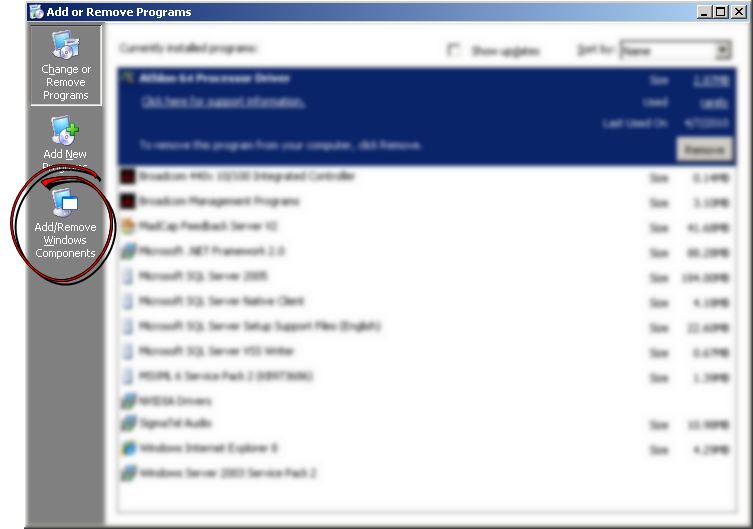 Add or Remove Programs
Change or
Remove
Programs
Add New
Programs
Add/Remove
Windows
Components
Currently installed programs:
Show updates
Sort by: Name
Athlon 64 Processor Driver
Size 2.07MB
Click here for support information.
Used rarely
Last Used On 4/7/2010
To remove this program from your computer, click Remove.
Remove
Broadcom 440x 10/100 Integrated Controller
Size 0.14MB
Broadcom Management Programs
Size 3.10MB
MadCap Feedback Server V2
Size 41.60MB
Microsoft .NET Framework 2.0
Size 88.28MB
Microsoft SQL Server 2005
Size 104.00MB
Microsoft SQL Server Native Client
Size 4.18MB
Microsoft SQL Server Setup Support Files (English)
Size 22.60MB
Microsoft SQL Server VSS Writer
Size 0.67MB
MSXML 6 Service Pack 2 (KB973686)
Size 1.39MB
NVIDIA Drivers
SigmaTel Audio
Size 10.98MB
Windows Internet Explorer 8
Size 4.29MB
Windows Server 2003 Service Pack 2